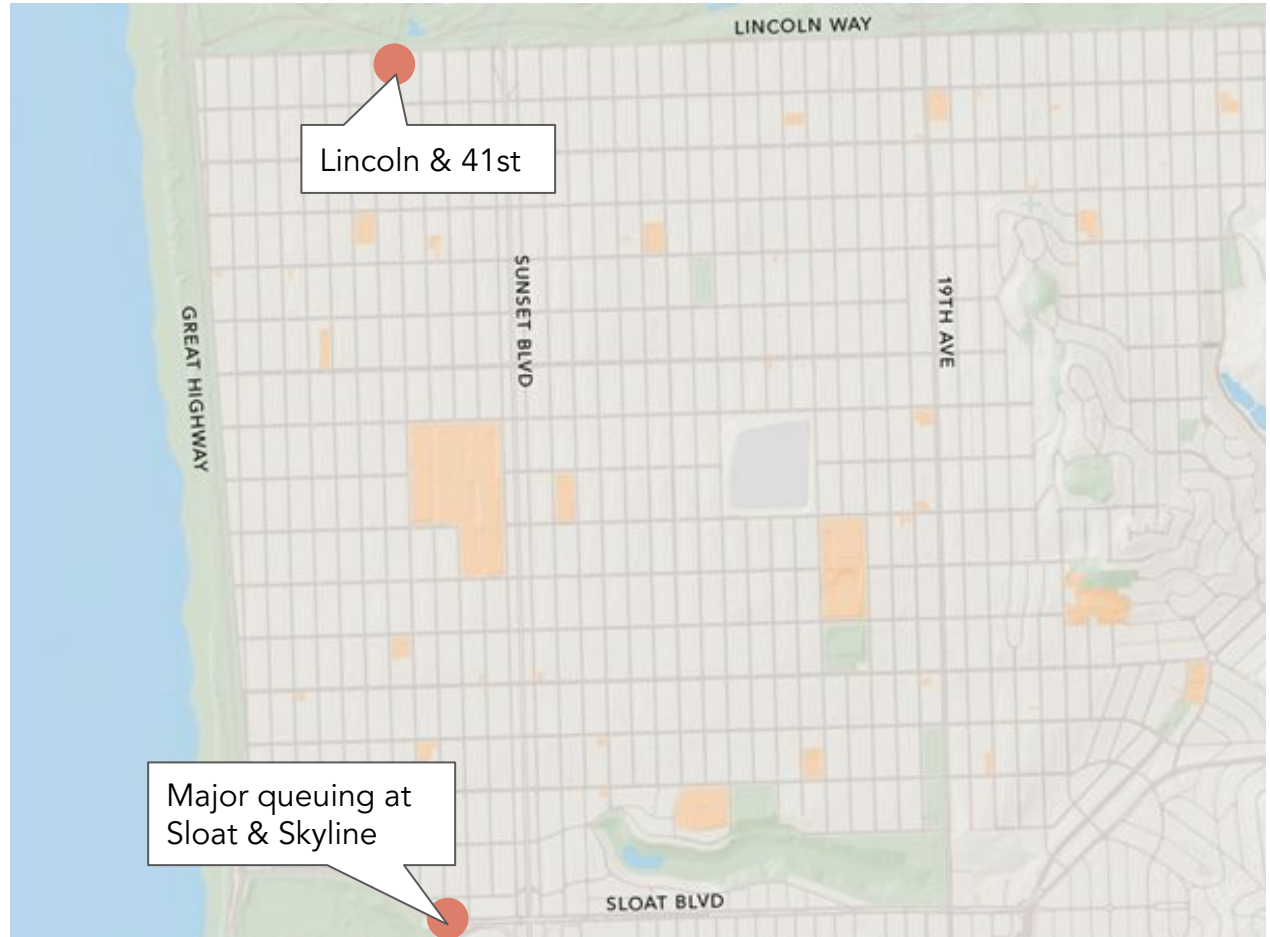 LINCOLN WAY
Lincoln & 41st
SUNSET BLVD
19TH AVE
GREAT HIGHWAY
Major queuing at
Sloat & Skyline
SLOAT BLVD